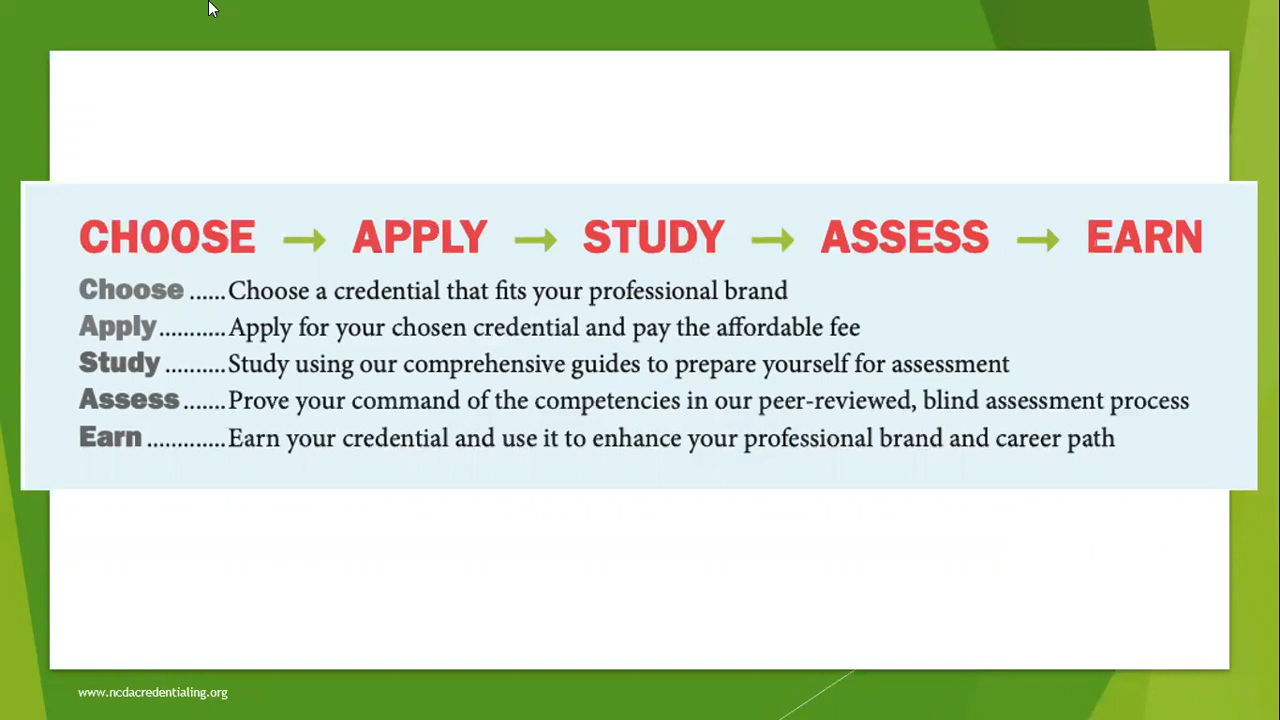 CHOOSE → APPLY → STUDY → ASSESS → EARN
Choose ......Choose a credential that fits your professional brand
Apply...........Apply for your chosen credential and pay the affordable fee
Study ..........Study using our comprehensive guides to prepare yourself for assessment
Assess.......Prove your command of the competencies in our peer-reviewed, blind assessment process
Earn .............Earn your credential and use it to enhance your professional brand and career path
www.ncdacredentialing.org